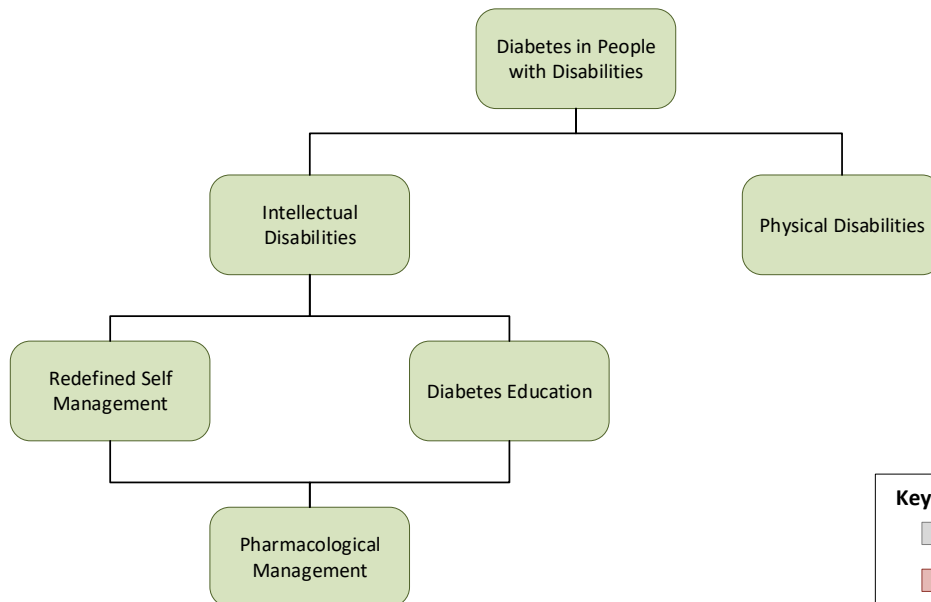 Diabetes in People
with Disabilities
Intellectual
Disabilities
Physical Disabilities
Redefined Self
Management
Diabetes Education
Pharmacological
Management
Key